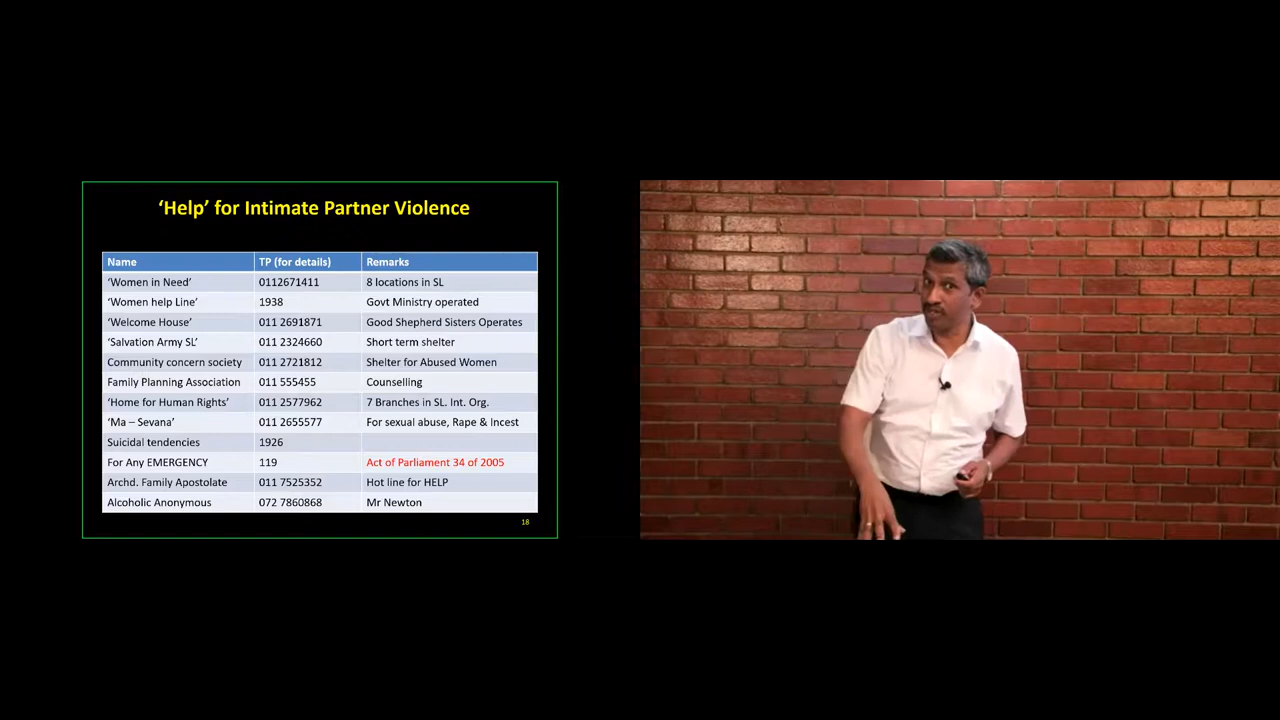 ‘Help’ for Intimate Partner Violence
Name TP (for details) Remarks
‘Women in Need’ 0112671411 8 locations in SL
‘Women help Line’ 1938 Govt Ministry operated
‘Welcome House’ 011 2691871 Good Shepherd Sisters Operates
‘Salvation Army SL’ 011 2324660 Short term shelter
Community concern society 011 2721812 Shelter for Abused Women
Family Planning Association 011 555455 Counselling
‘Home for Human Rights’ 011 2577962 7 Branches in SL. Int. Org.
‘Ma – Sevana’ 011 2655577 For sexual abuse, Rape & Incest
Suicidal tendencies 1926
For Any EMERGENCY 119 Act of Parliament 34 of 2005
Archd. Family Apostolate 011 7525352 Hot line for HELP
Alcoholic Anonymous 072 7860868 Mr Newton
18